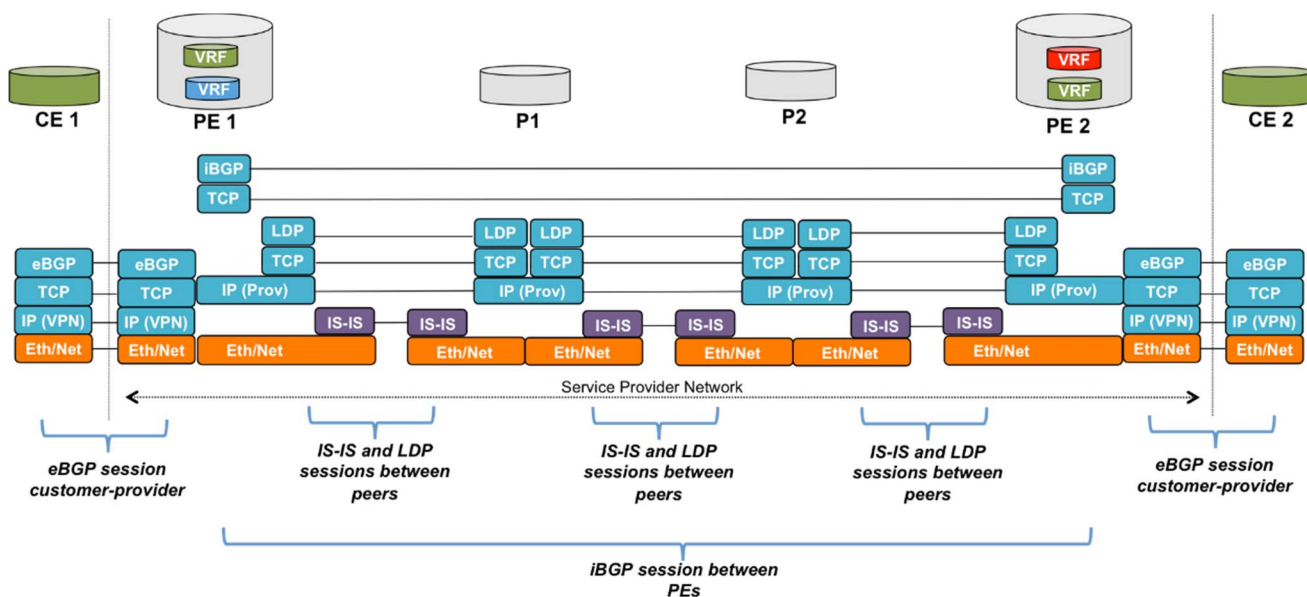 VRF
VRF
VRF
VRF
CE 1
PE 1
P1
P2
PE 2
CE 2
iBGP
iBGP
TCP
TCP
LDP
LDP
LDP
LDP
LDP
LDP
TCP
TCP
TCP
TCP
TCP
TCP
eBGP
eBGP
eBGP
eBGP
TCP
TCP
IP (Prov)
IP (Prov)
IP (Prov)
IP (Prov)
TCP
TCP
IP (VPN)
IP (VPN)
IS-IS
IS-IS
IS-IS
IS-IS
IS-IS
IS-IS
IP (VPN)
IP (VPN)
Eth/Net
Eth/Net
Eth/Net
Eth/Net
Eth/Net
Eth/Net
Eth/Net
Eth/Net
Eth/Net
Eth/Net
Service Provider Network
eBGP session
customer-provider
IS-IS and LDP
sessions between
peers
IS-IS and LDP
sessions between
peers
IS-IS and LDP
sessions between
peers
eBGP session
customer-provider
iBGP session between
PEs